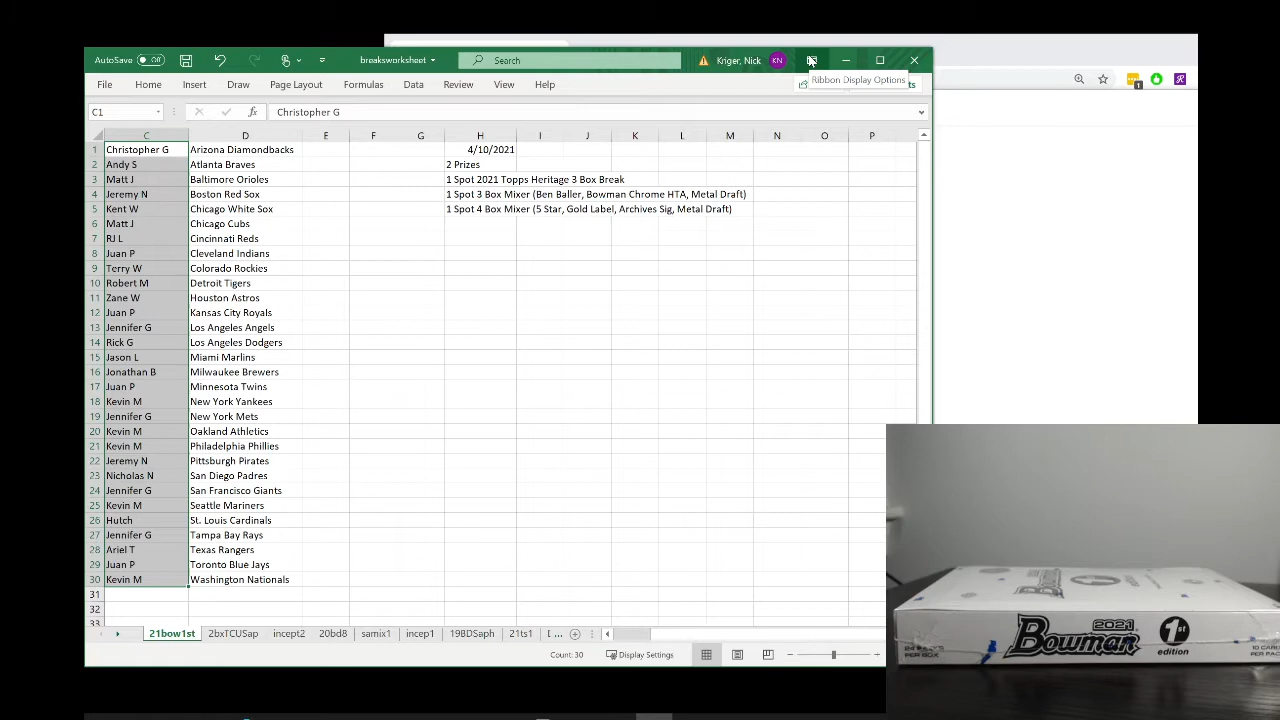 AutoSave Off breaksworksheet Search Kriger, Nick KN
Ribbon Display Options
File Home Insert Draw Page Layout Formulas Data Review View Help
C1 fx Christopher G
C D E F G H I J K L M N O P
1 Christopher G Arizona Diamondbacks 4/10/2021
2 Andy S Atlanta Braves 2 Prizes
3 Matt J Baltimore Orioles 1 Spot 2021 Topps Heritage 3 Box Break
4 Jeremy N Boston Red Sox 1 Spot 3 Box Mixer (Ben Baller, Bowman Chrome HTA, Metal Draft)
5 Kent W Chicago White Sox 1 Spot 4 Box Mixer (5 Star, Gold Label, Archives Sig, Metal Draft)
6 Matt J Chicago Cubs
7 RJ L Cincinnati Reds
8 Juan P Cleveland Indians
9 Terry W Colorado Rockies
10 Robert M Detroit Tigers
11 Zane W Houston Astros
12 Juan P Kansas City Royals
13 Jennifer G Los Angeles Angels
14 Rick G Los Angeles Dodgers
15 Jason L Miami Marlins
16 Jonathan B Milwaukee Brewers
17 Juan P Minnesota Twins
18 Kevin M New York Yankees
19 Jennifer G New York Mets
20 Kevin M Oakland Athletics
21 Kevin M Philadelphia Phillies
22 Jeremy N Pittsburgh Pirates
23 Nicholas N San Diego Padres
24 Jennifer G San Francisco Giants
25 Kevin M Seattle Mariners
26 Hutch St. Louis Cardinals
27 Jennifer G Tampa Bay Rays
28 Ariel T Texas Rangers
29 Juan P Toronto Blue Jays
30 Kevin M Washington Nationals
31
32
33
21bow1st 2bxTCUSap incept2 20pd8 samix1 incep1 19BDSaph 21ts1
Count: 30 Display Settings
Bowman
2021
Bowman
1st
edition
24 PACKS
PER BOX
10 CARDS
PER PACK